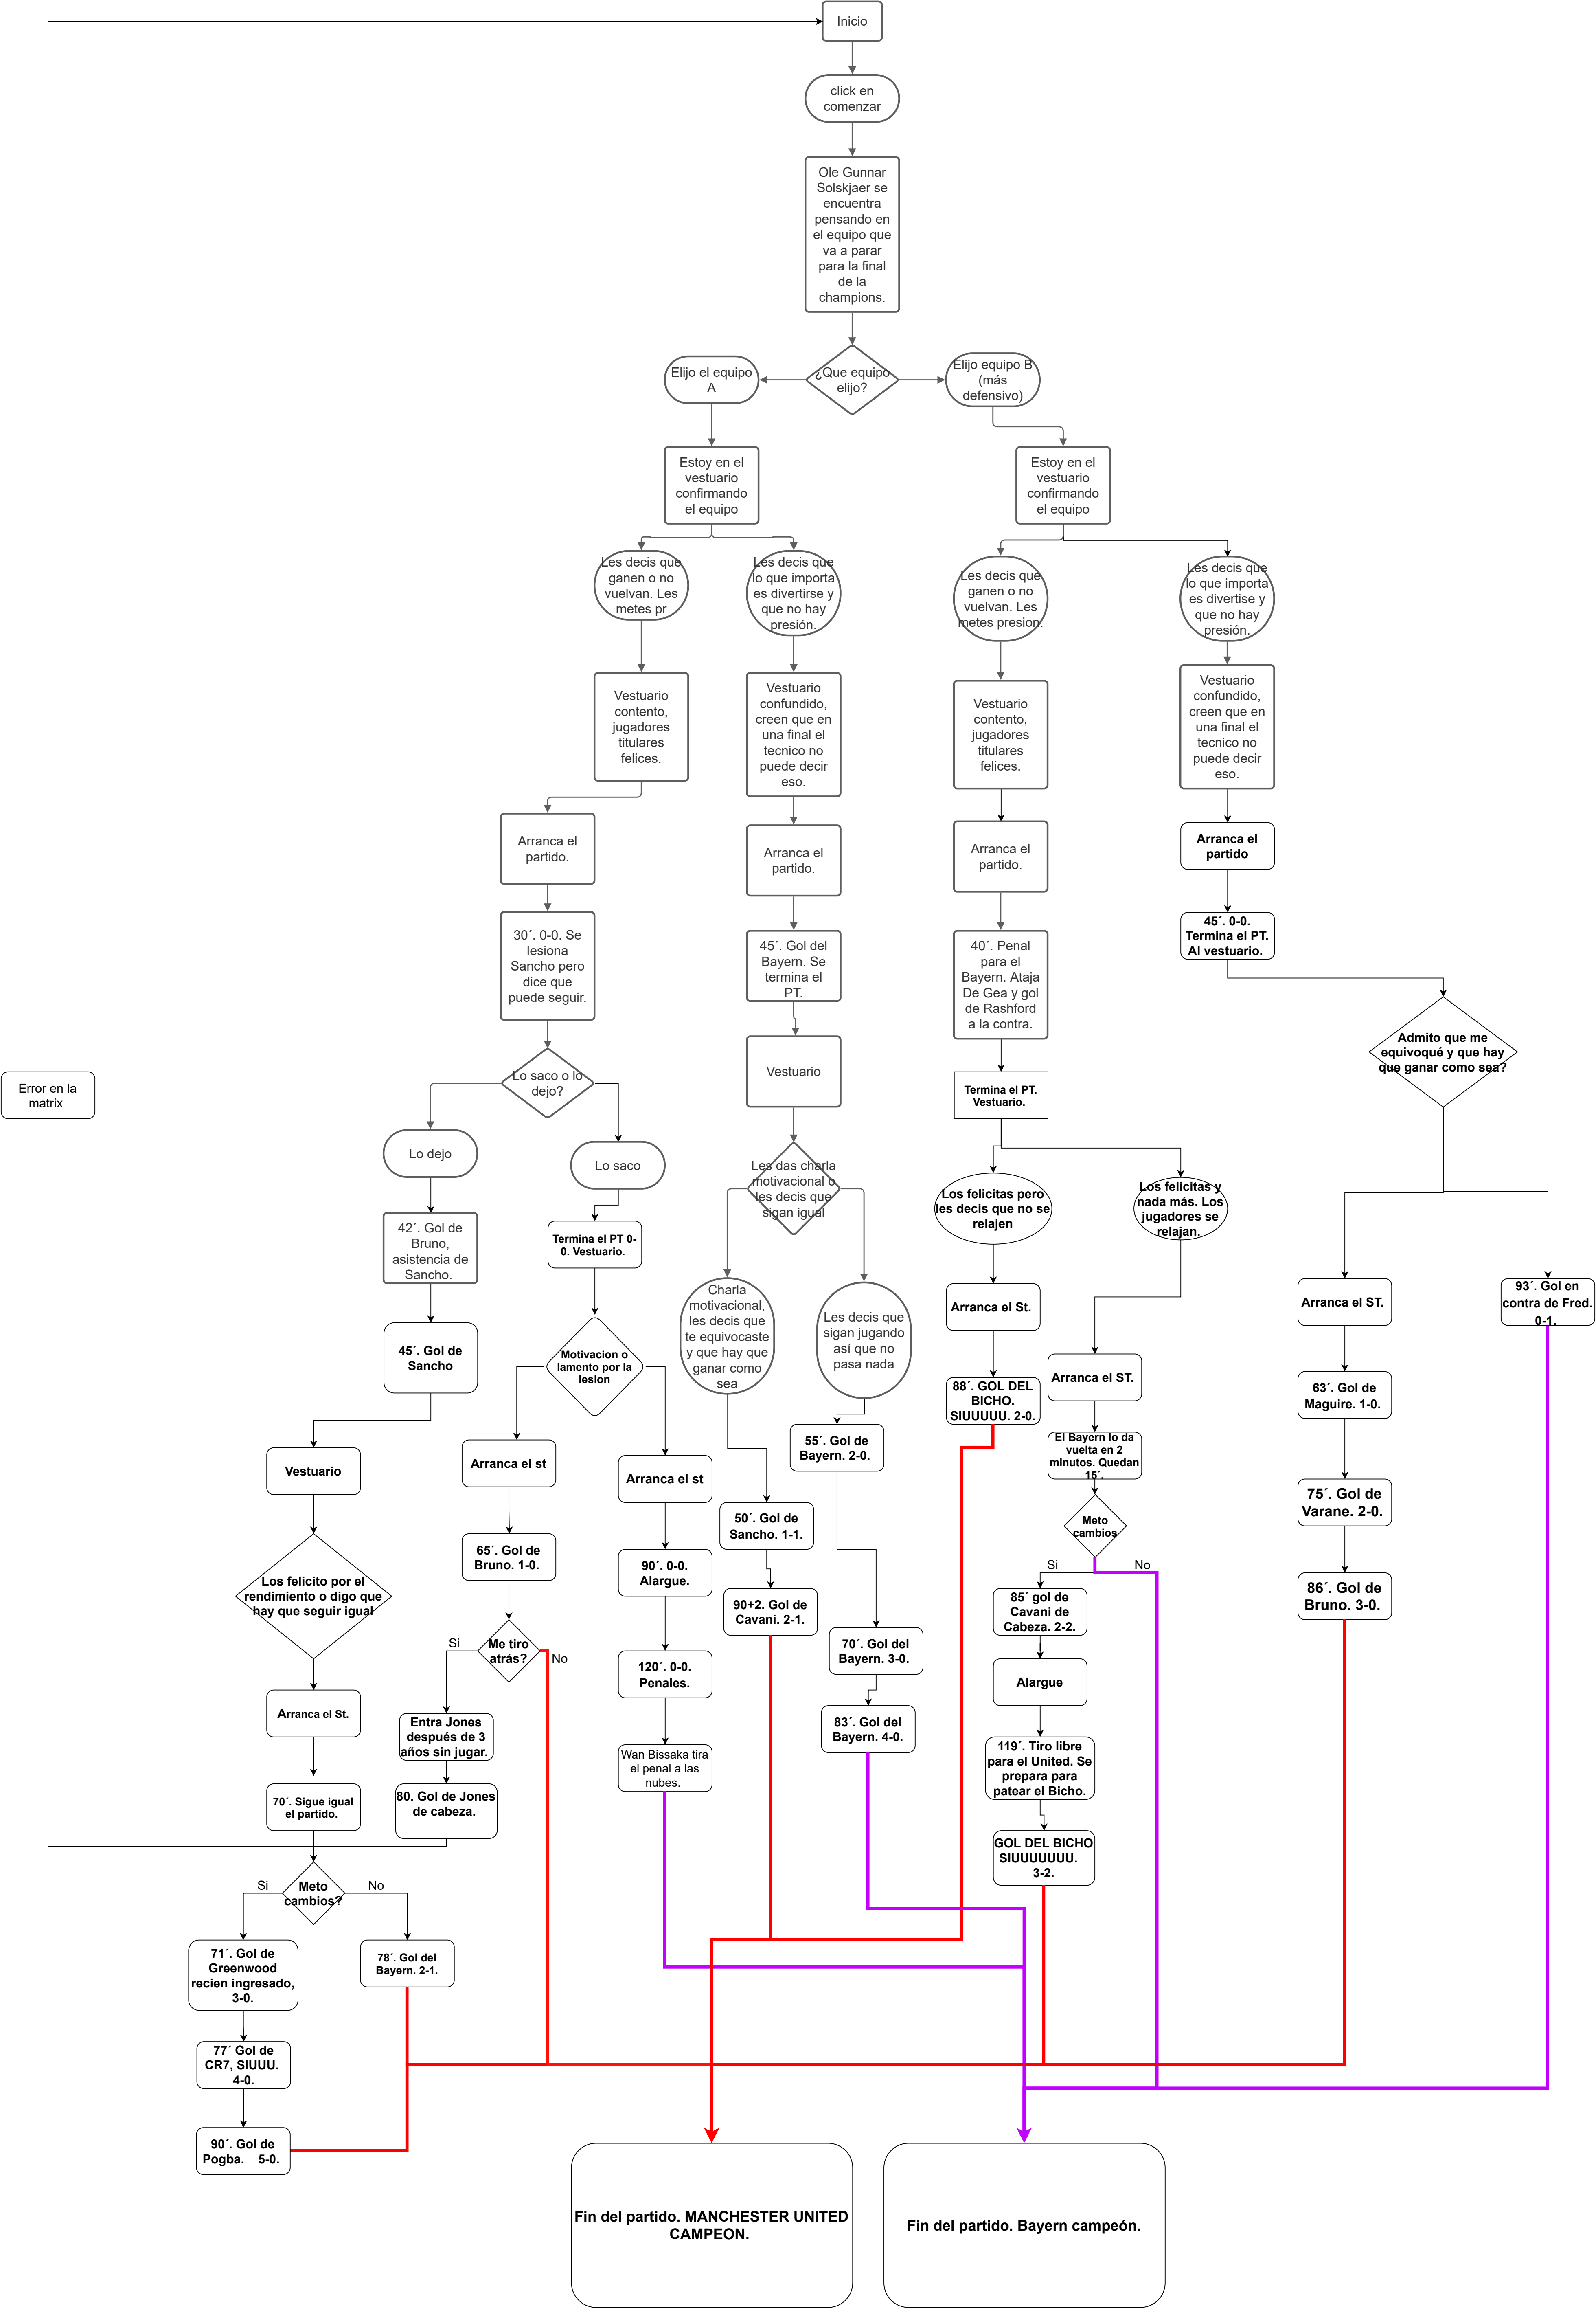 Inicio
click en
comenzar
Ole Gunnar
Solskjaer se
encuentra
pensando en
el equipo que
va a parar
para la final
de la
champions.
¿Que equipo
elijo?
Elijo el equipo
A
Elijo equipo B
(más
defensivo)
Estoy en el
vestuario
confirmando
el equipo
Estoy en el
vestuario
confirmando
el equipo
Les decis que
ganen o no
vuelvan. Les
metes pr
Les decis que
lo que importa
es divertirse y
que no hay
presión.
Les decis que
ganen o no
vuelvan. Les
metes presion.
Les decis que
lo que importa
es divertise y
que no hay
presión.
Vestuario
contento,
jugadores
titulares
felices.
Vestuario
confundido,
creen que en
una final el
tecnico no
puede decir
eso.
Vestuario
contento,
jugadores
titulares
felices.
Vestuario
confundido,
creen que en
una final el
tecnico no
puede decir
eso.
Arranca el
partido.
Arranca el
partido.
Arranca el
partido.
Arranca el
partido
30´. 0-0. Se
lesiona
Sancho pero
dice que
puede seguir.
45´. Gol del
Bayern. Se
termina el
PT.
40´. Penal
para el
Bayern. Ataja
De Gea y gol
de Rashford
a la contra.
45´. 0-0.
Termina el PT.
Al vestuario.
Lo saco o lo
dejo?
Vestuario
Termina el PT.
Vestuario.
Admito que me
equivoqué y que hay
que ganar como sea?
Error en la
matrix
Lo dejo
Lo saco
Les das charla
motivacional o
les decis que
sigan igual
Los felicitas pero
les decis que no se
relajen
Los felicitas y
nada más. Los
jugadores se
relajan.
42´. Gol de
Bruno,
asistencia de
Sancho.
Termina el PT 0-
0. Vestuario.
Charla
motivacional,
les decis que
te equivocaste
y que hay que
ganar como
sea
Les decis que
sigan jugando
así que no
pasa nada
Arranca el St.
Arranca el ST.
93´. Gol en
contra de Fred.
0-1.
45´. Gol de
Sancho
Motivacion o
lamento por la
lesion
88´. GOL DEL
BICHO.
SIUUUUU. 2-0.
Arranca el ST.
63´. Gol de
Maguire. 1-0.
Vestuario
Arranca el st
Arranca el st
55´. Gol de
Bayern. 2-0.
El Bayern lo da
vuelta en 2
minutos. Quedan
15´.
75´. Gol de
Varane. 2-0.
50´. Gol de
Sancho. 1-1.
Meto
cambios
Si
No
Los felicito por el
rendimiento o digo que
hay que seguir igual
65´. Gol de
Bruno. 1-0.
90´. 0-0.
Alargue.
90+2. Gol de
Cavani. 2-1.
85´ gol de
Cavani de
Cabeza. 2-2.
86´. Gol de
Bruno. 3-0.
Me tiro
atrás?
Si
No
120´. 0-0.
Penales.
70´. Gol del
Bayern. 3-0.
Alargue
Arranca el St.
Entra Jones
después de 3
años sin jugar.
83´. Gol del
Bayern. 4-0.
119´. Tiro libre
para el United. Se
prepara para
patear el Bicho.
Wan Bissaka tira
el penal a las
nubes.
70´. Sigue igual
el partido.
80. Gol de Jones
de cabeza.
GOL DEL BICHO
SIUUUUUUU.
3-2.
Meto
cambios?
Si
No
71´. Gol de
Greenwood
recien ingresado,
3-0.
78´. Gol del
Bayern. 2-1.
77´ Gol de
CR7, SIUUU.
4-0.
90´. Gol de
Pogba. 5-0.
Fin del partido. MANCHESTER UNITED
CAMPEON.
Fin del partido. Bayern campeón.